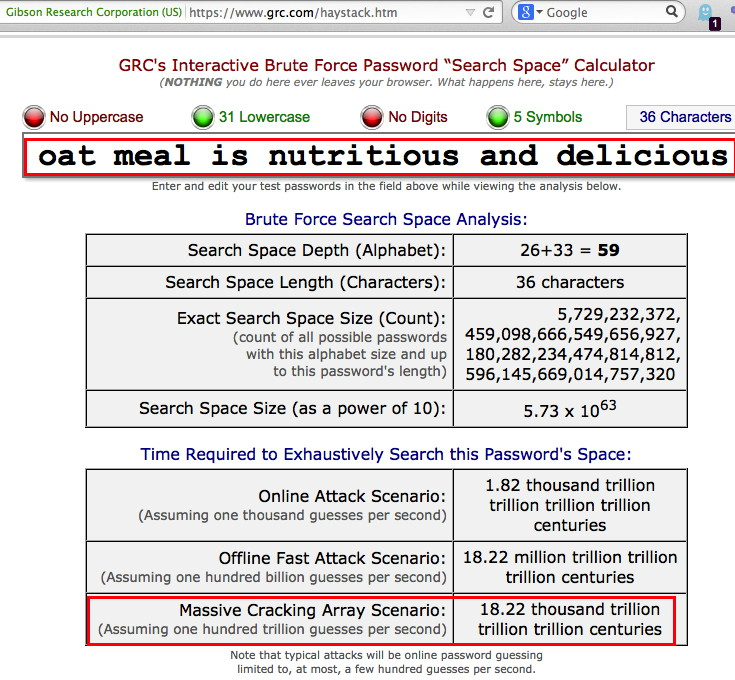 Gibson Research Corporation (US) https://www.grc.com/haystack.htm Google
1
GRC's Interactive Brute Force Password “Search Space” Calculator
(NOTHING you do here ever leaves your browser. What happens here, stays here.)
No Uppercase 31 Lowercase No Digits 5 Symbols 36 Characters
oat meal is nutritious and delicious
Enter and edit your test passwords in the field above while viewing the analysis below.
Brute Force Search Space Analysis:
Search Space Depth (Alphabet): 26+33 = 59
Search Space Length (Characters): 36 characters
Exact Search Space Size (Count):
(count of all possible passwords
with this alphabet size and up
to this password's length)
5,729,232,372,
459,098,666,549,656,927,
180,282,234,474,814,812,
596,145,669,014,757,320
Search Space Size (as a power of 10): 5.73 x 10^63
Time Required to Exhaustively Search this Password's Space:
Online Attack Scenario:
(Assuming one thousand guesses per second)
1.82 thousand trillion
trillion trillion trillion
centuries
Offline Fast Attack Scenario:
(Assuming one hundred billion guesses per second)
18.22 million trillion trillion
trillion centuries
Massive Cracking Array Scenario:
(Assuming one hundred trillion guesses per second)
18.22 thousand trillion
trillion trillion centuries
Note that typical attacks will be online password guessing
limited to, at most, a few hundred guesses per second.